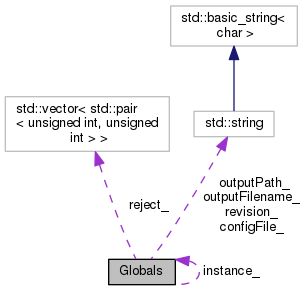 std::basic_string<
char >
std::vector< std::pair
< unsigned int, unsigned
int > >
std::string
reject_
outputPath_
outputFilename_
revision_
configFile_
Globals
instance_